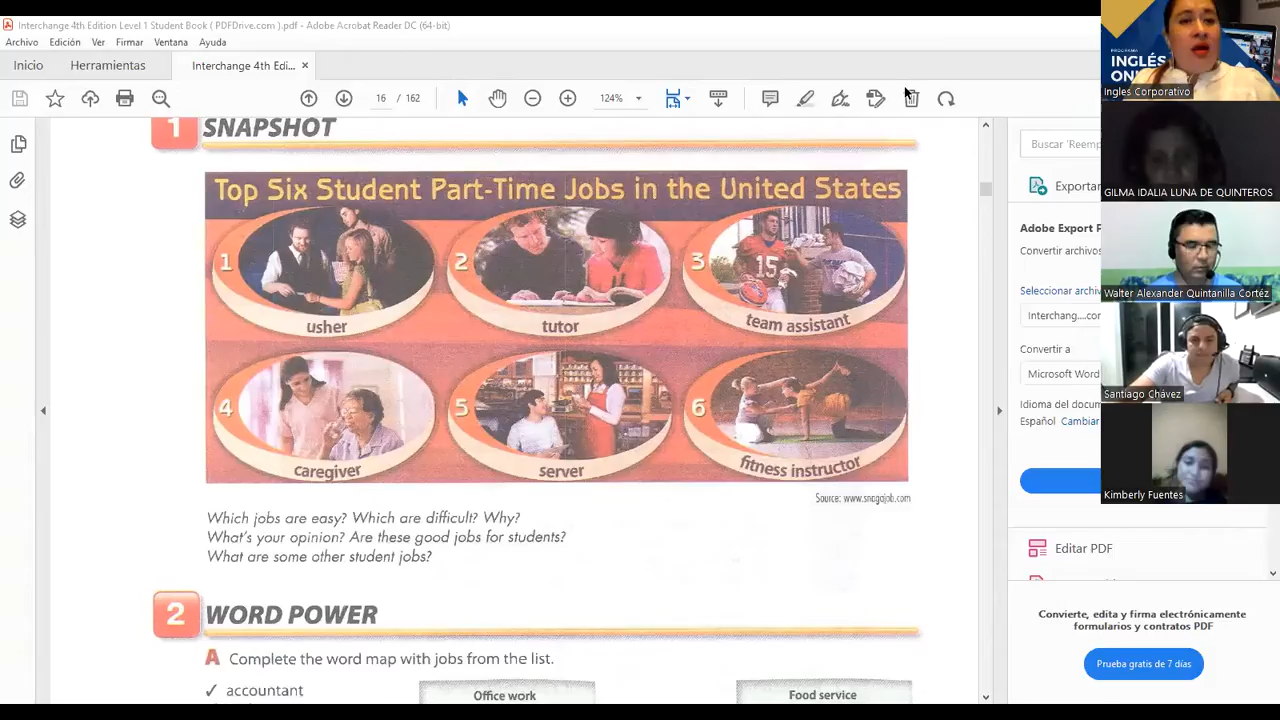 Interchange 4th Edition Level 1 Student Book ( PDFDrive.com ).pdf - Adobe Acrobat Reader DC (64-bit)
Archivo Edición Ver Firmar Ventana Ayuda
Inicio Herramientas Interchange 4th Edi... ×
16 / 162 124%
1 SNAPSHOT
Top Six Student Part-Time Jobs in the United States
1 usher
2 tutor
3 team assistant
15
4 caregiver
5 server
6 fitness instructor
Source: www.snagajob.com
Which jobs are easy? Which are difficult? Why?
What's your opinion? Are these good jobs for students?
What are some other student jobs?
2 WORD POWER
A Complete the word map with jobs from the list.
✓ accountant
Office work
Food service
Buscar 'Reemp
Exportar
Adobe Export P
Convertir archivos
Seleccionar archiv
Interchang....con
Convertir a
Microsoft Word
Idioma del docum
Español Cambiar
Editar PDF
Convierte, edita y firma electrónicamente
formularios y contratos PDF
Prueba gratis de 7 días
PROGRAMA
INGLÉS
ONL
Ingles Corporativo
GILMA IDALIA LUNA DE QUINTEROS
Walter Alexander Quintanilla Cortéz
Santiago Chávez
Kimberly Fuentes